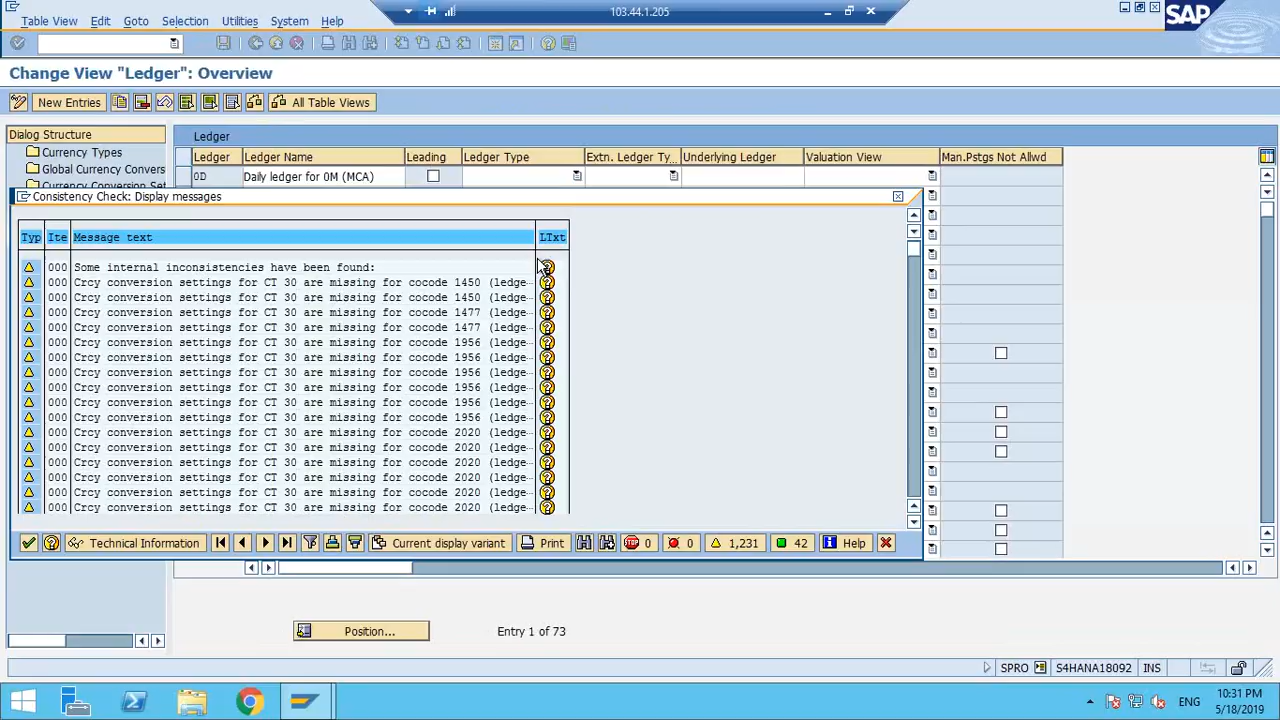 103.44.1.205
Table View Edit Goto Selection Utilities System Help
SAP
Change View "Ledger": Overview
New Entries All Table Views
Dialog Structure
Currency Types
Global Currency Convers
Currency Conversion Set
Ledger
Ledger Ledger Name Leading Ledger Type Extn. Ledger Ty... Underlying Ledger Valuation View Man.Pstgs Not Allwd
0D Daily ledger for 0M (MCA)
Consistency Check: Display messages
Typ Ite Message text LTxt
000 Some internal inconsistencies have been found:
000 Crcy conversion settings for CT 30 are missing for cocode 1450 (ledge…
000 Crcy conversion settings for CT 30 are missing for cocode 1450 (ledge…
000 Crcy conversion settings for CT 30 are missing for cocode 1477 (ledge…
000 Crcy conversion settings for CT 30 are missing for cocode 1477 (ledge…
000 Crcy conversion settings for CT 30 are missing for cocode 1956 (ledge…
000 Crcy conversion settings for CT 30 are missing for cocode 1956 (ledge…
000 Crcy conversion settings for CT 30 are missing for cocode 1956 (ledge…
000 Crcy conversion settings for CT 30 are missing for cocode 1956 (ledge…
000 Crcy conversion settings for CT 30 are missing for cocode 1956 (ledge…
000 Crcy conversion settings for CT 30 are missing for cocode 1956 (ledge…
000 Crcy conversion settings for CT 30 are missing for cocode 2020 (ledge…
000 Crcy conversion settings for CT 30 are missing for cocode 2020 (ledge…
000 Crcy conversion settings for CT 30 are missing for cocode 2020 (ledge…
000 Crcy conversion settings for CT 30 are missing for cocode 2020 (ledge…
000 Crcy conversion settings for CT 30 are missing for cocode 2020 (ledge…
000 Crcy conversion settings for CT 30 are missing for cocode 2020 (ledge…
Technical Information Current display variant Print STOP 0 0 1,231 42 Help
Position... Entry 1 of 73
SPRO S4HANA18092 INS
ENG 10:31 PM
5/18/2019